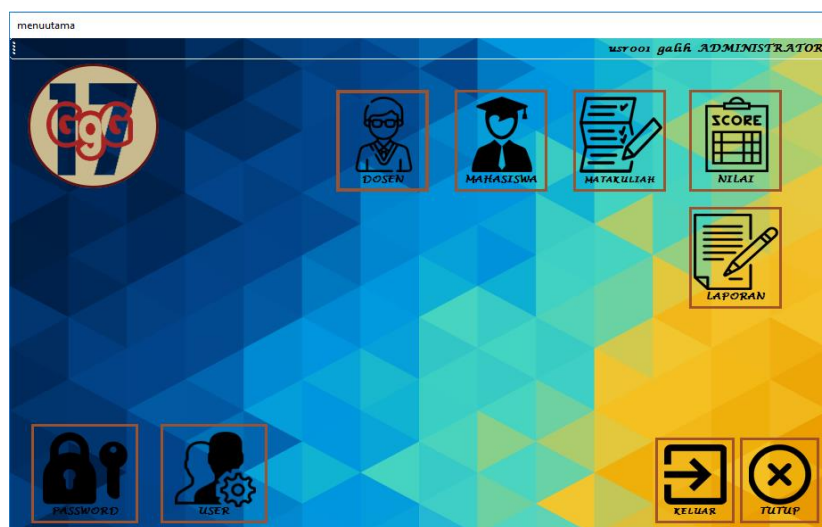 menuutama
usr001 galih ADMINISTRATOR
17
GgG
DOSEN
MAHASISWA
MATAKULIAH
SCORE
NILAI
LAPORAN
PASSWORD
USER
KELUAR
TUTUP